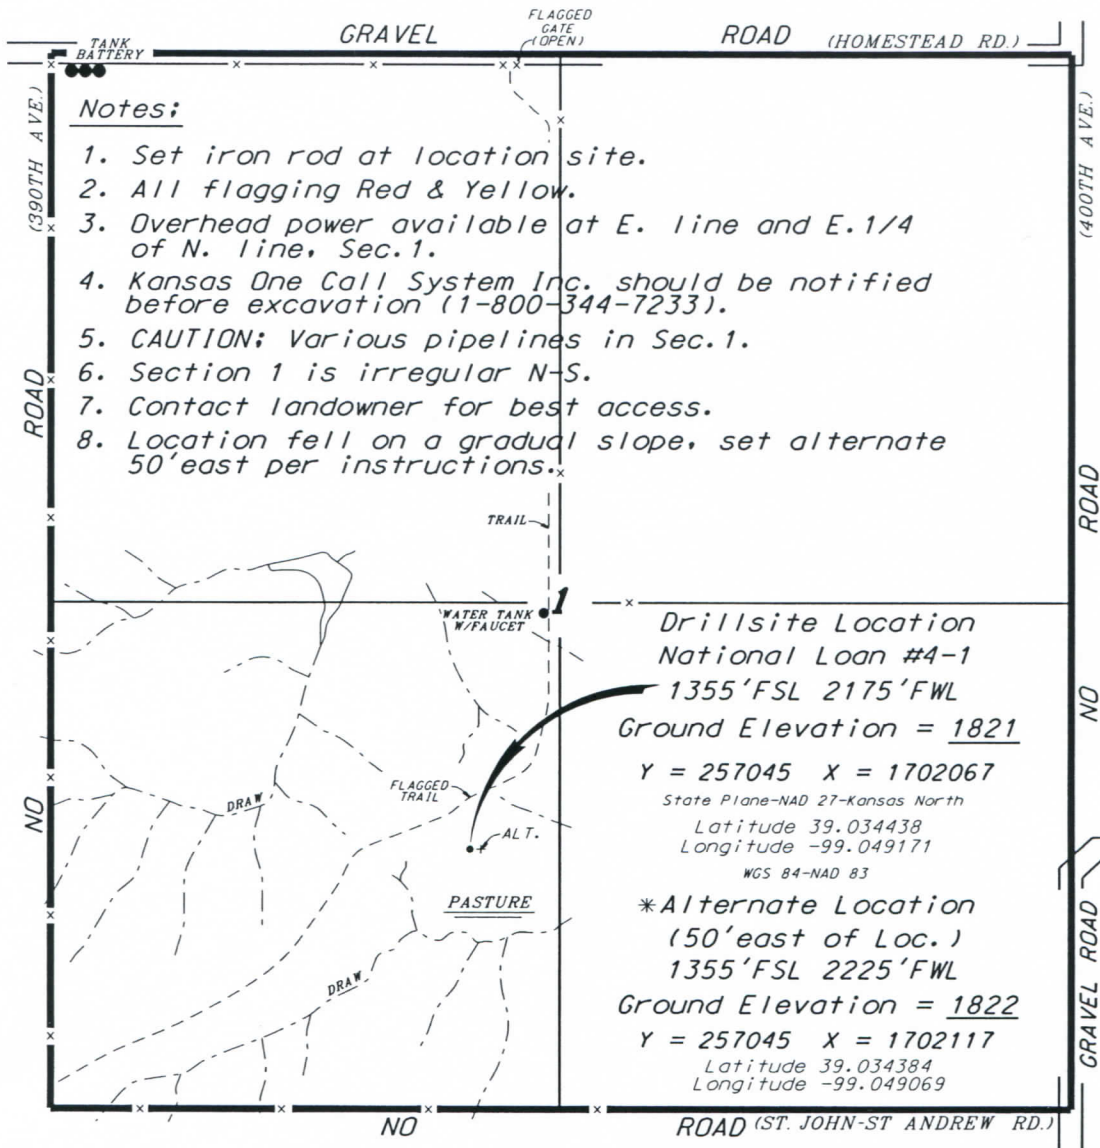 FLAGGED
GATE
(OPEN)
GRAVEL ROAD (HOMESTEAD RD.)
TANK
BATTERY
(390TH AVE.)
(400TH AVE.)
Notes:
1. Set iron rod at location site.
2. All flagging Red & Yellow.
3. Overhead power available at E. line and E.1/4
of N. line, Sec.1.
4. Kansas One Call System Inc. should be notified
before excavation (1-800-344-7233).
5. CAUTION: Various pipelines in Sec.1.
6. Section 1 is irregular N-S.
7. Contact landowner for best access.
8. Location fell on a gradual slope, set alternate
50'east per instructions.
ROAD
ROAD
TRAIL
1
WATER TANK
W/FAUCET
Drillsite Location
National Loan #4-1
1355'FSL 2175'FWL
Ground Elevation = 1821
Y = 257045 X = 1702067
State Plane-NAD 27-Kansas North
Latitude 39.034438
Longitude -99.049171
WGS 84-NAD 83
NO
NO
FLAGGED
TRAIL
DRAW
ALT.
PASTURE
*Alternate Location
(50'east of Loc.)
1355'FSL 2225'FWL
Ground Elevation = 1822
Y = 257045 X = 1702117
Latitude 39.034384
Longitude -99.049069
DRAW
GRAVEL ROAD
NO ROAD (ST. JOHN-ST ANDREW RD.)